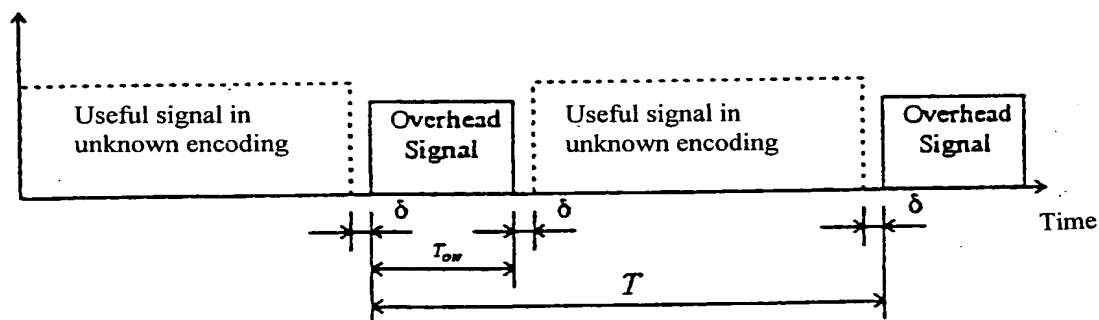 Useful signal in
unknown encoding
Overhead
Signal
Useful signal in
unknown encoding
Overhead
Signal
δ
δ
δ
Time
T